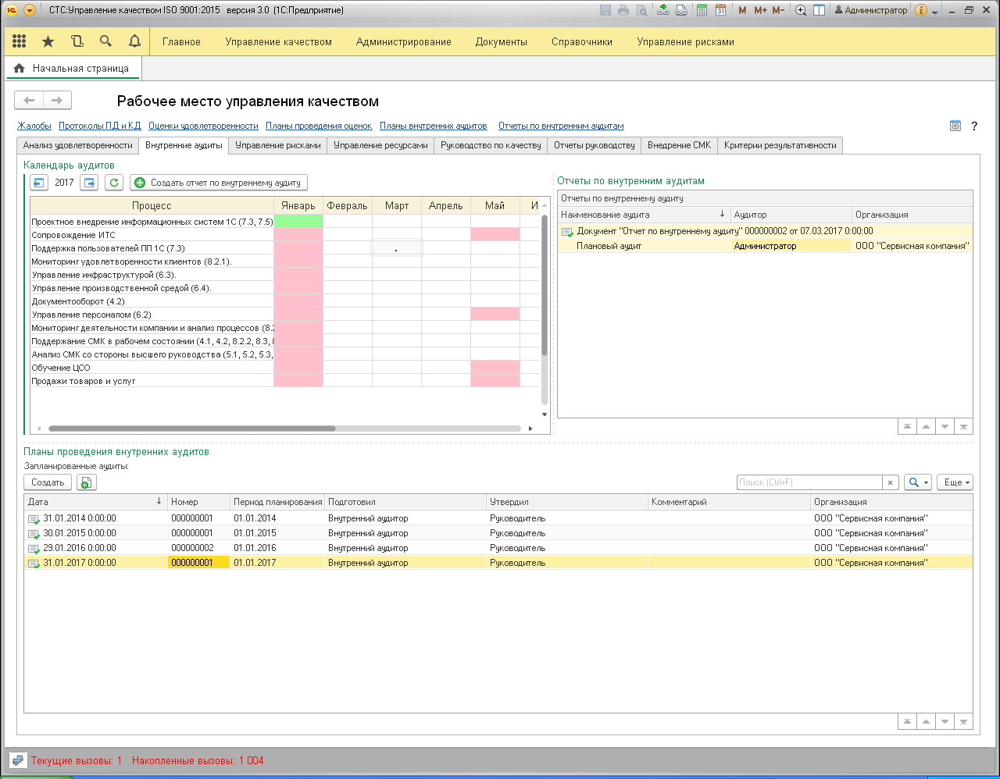 СТС:Управление качеством ISO 9001:2015   версия 3.0  (1С:Предприятие)
M M+ M- Администратор
Главное Управление качеством Администрирование Документы Справочники Управление рисками
Начальная страница
Рабочее место управления качеством
Жалобы Протоколы ПД и КД Оценки удовлетворенности Планы проведения оценок Планы внутренних аудитов Отчеты по внутренним аудитам ?
Анализ удовлетворенности Внутренние аудиты Управление рисками Управление ресурсами Руководство по качеству Отчеты руководству Внедрение СМК Критерии результативности
Календарь аудитов
2017 Создать отчет по внутреннему аудиту
Процесс Январь Февраль Март Апрель Май И
Проектное внедрение информационных систем 1С (7.3, 7.5)
Сопровождение ИТС
Поддержка пользователей ПП 1С (7.3)
Мониторинг удовлетворенности клиентов (8.2.1).
Управление инфраструктурой (6.3).
Управление производственной средой (6.4).
Документооборот (4.2)
Управление персоналом (6.2)
Мониторинг деятельности компании и анализ процессов (8.2
Поддержание СМК в рабочем состоянии (4.1, 4.2, 8.2.2, 8.3, 8
Анализ СМК со стороны высшего руководства (5.1, 5.2, 5.3,
Обучение ЦСО
Продажи товаров и услуг
Отчеты по внутренним аудитам
Отчеты по внутреннему аудиту
Наименование аудита Аудитор Организация
Документ "Отчет по внутреннему аудиту" 000000002 от 07.03.2017 0:00:00
Плановый аудит Администратор ООО "Сервисная компания"
Планы проведения внутренних аудитов
Запланированные аудиты:
Создать Поиск (Ctrl+F) × Еще
Дата Номер Период планирования Подготовил Утвердил Комментарий Организация
31.01.2014 0:00:00 000000001 01.01.2014 Внутренний аудитор Руководитель ООО "Сервисная компания"
30.01.2015 0:00:00 000000001 01.01.2015 Внутренний аудитор Руководитель ООО "Сервисная компания"
29.01.2016 0:00:00 000000002 01.01.2016 Внутренний аудитор Руководитель ООО "Сервисная компания"
31.01.2017 0:00:00 000000001 01.01.2017 Внутренний аудитор Руководитель ООО "Сервисная компания"
Текущие вызовы: 1   Накопленные вызовы: 1 004